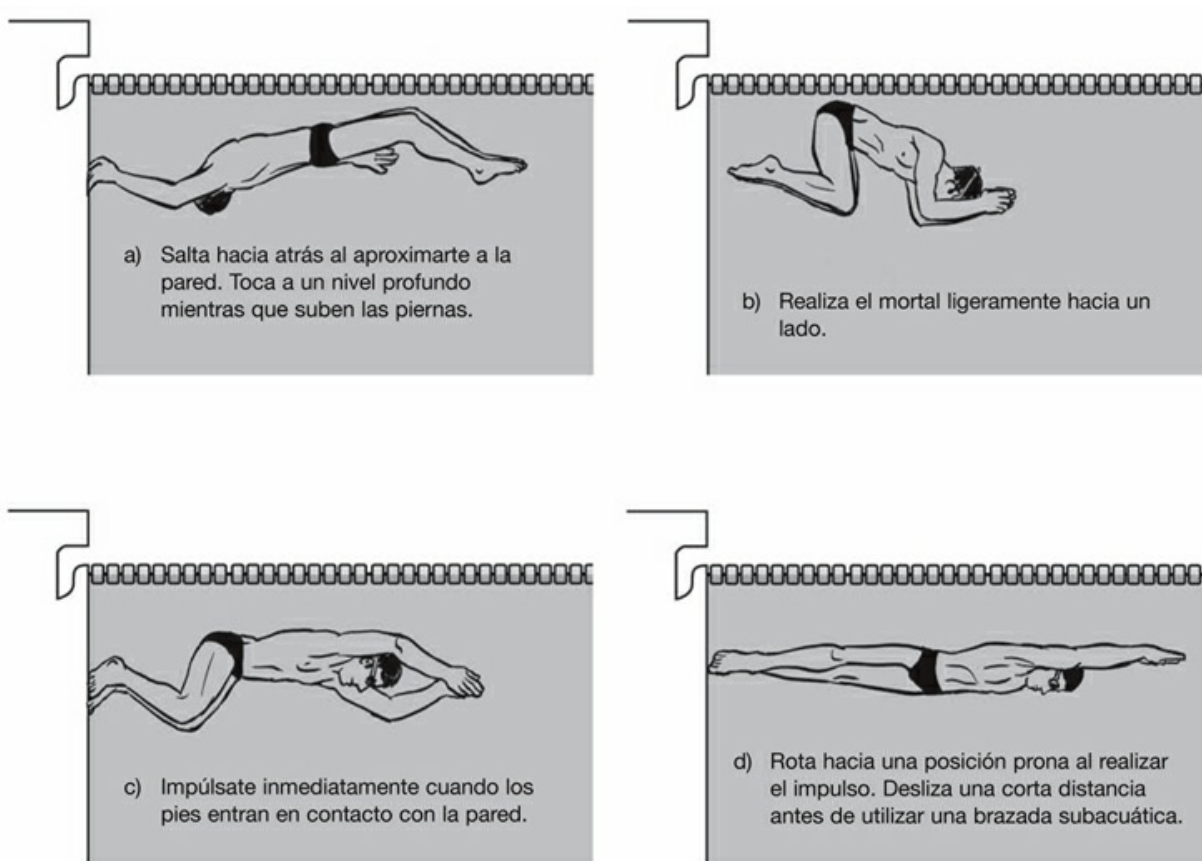 a) Salta hacia atrás al aproximarte a la
pared. Toca a un nivel profundo
mientras que suben las piernas.
b) Realiza el mortal ligeramente hacia un
lado.
c) Impúlsate inmediatamente cuando los
pies entran en contacto con la pared.
d) Rota hacia una posición prona al realizar
el impulso. Desliza una corta distancia
antes de utilizar una brazada subacuática.